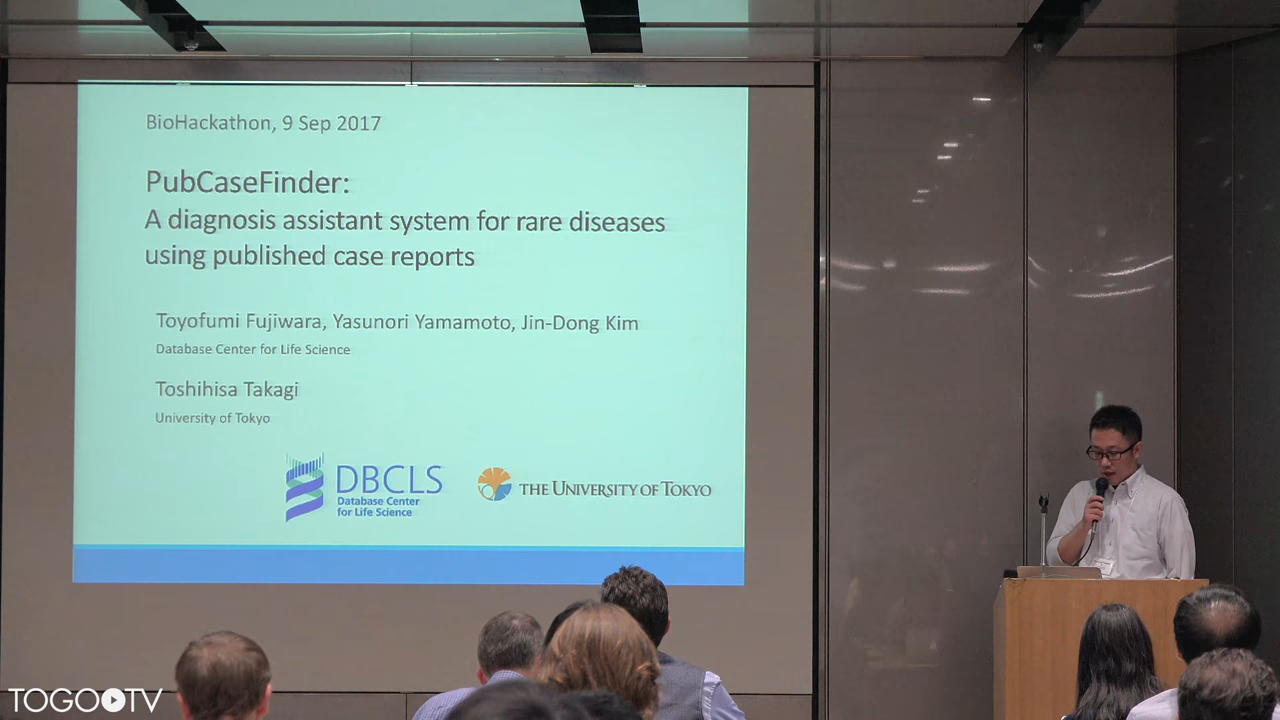 BioHackathon, 9 Sep 2017
PubCaseFinder:
A diagnosis assistant system for rare diseases
using published case reports
Toyofumi Fujiwara, Yasunori Yamamoto, Jin-Dong Kim
Database Center for Life Science
Toshihisa Takagi
University of Tokyo
DBCLS
Database Center
for Life Science
THE UNIVERSITY OF TOKYO
TOGOTV